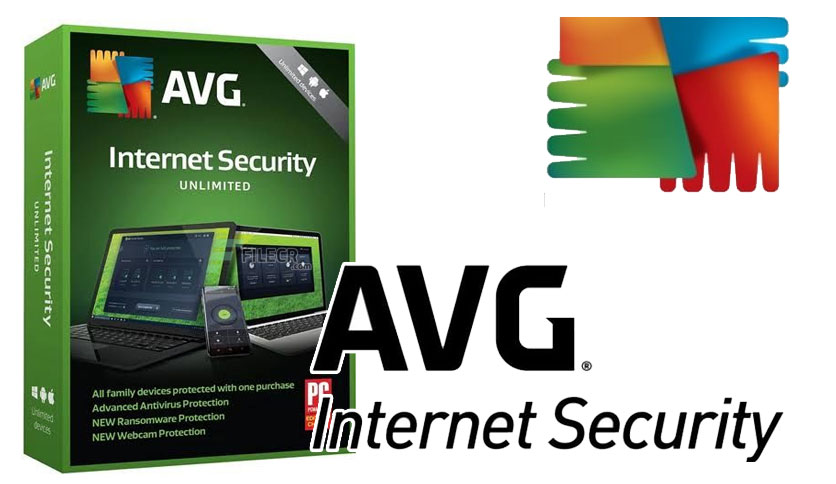 AVG
Internet Security
UNLIMITED
Unlimited
devices
AVG®
Unlimited devices
Internet Security
UNLIMITED
FILECR
.com
All family devices protected with one purchase
Advanced Antivirus Protection
NEW Ransomware Protection
NEW Webcam Protection
PC
AVG®
Internet Security